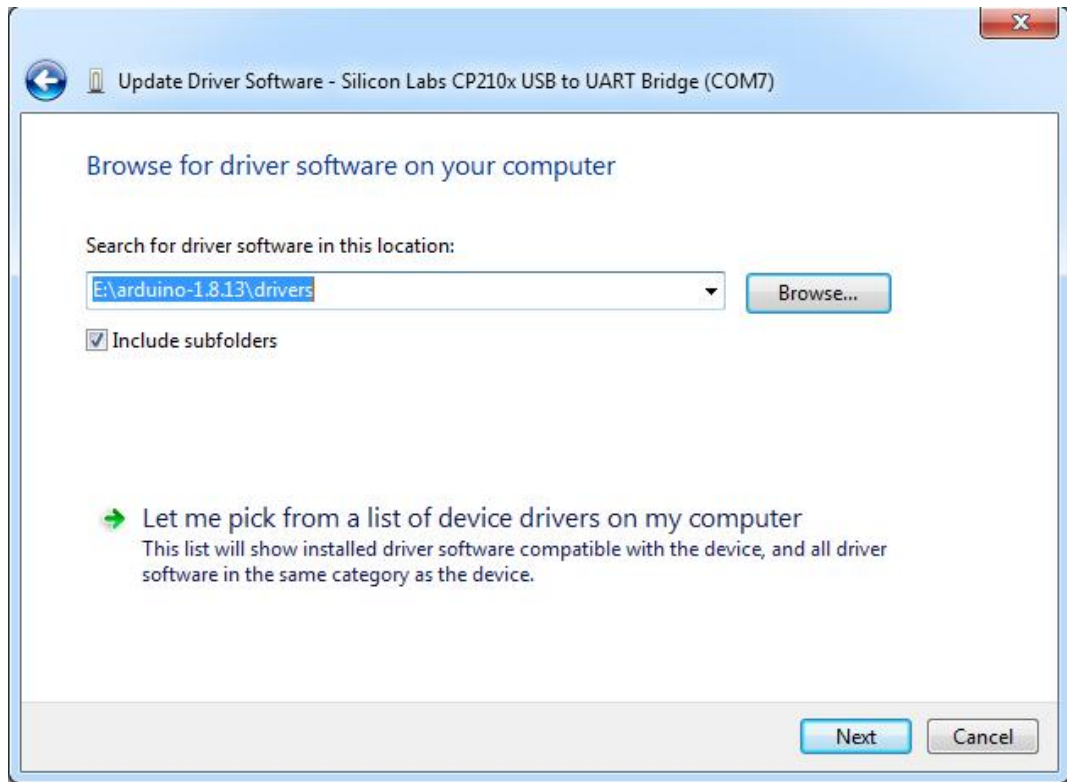 Update Driver Software - Silicon Labs CP210x USB to UART Bridge (COM7)
Browse for driver software on your computer
Search for driver software in this location:
E:\arduino-1.8.13\drivers
Browse...
Include subfolders
Let me pick from a list of device drivers on my computer
This list will show installed driver software compatible with the device, and all driver
software in the same category as the device.
Next
Cancel